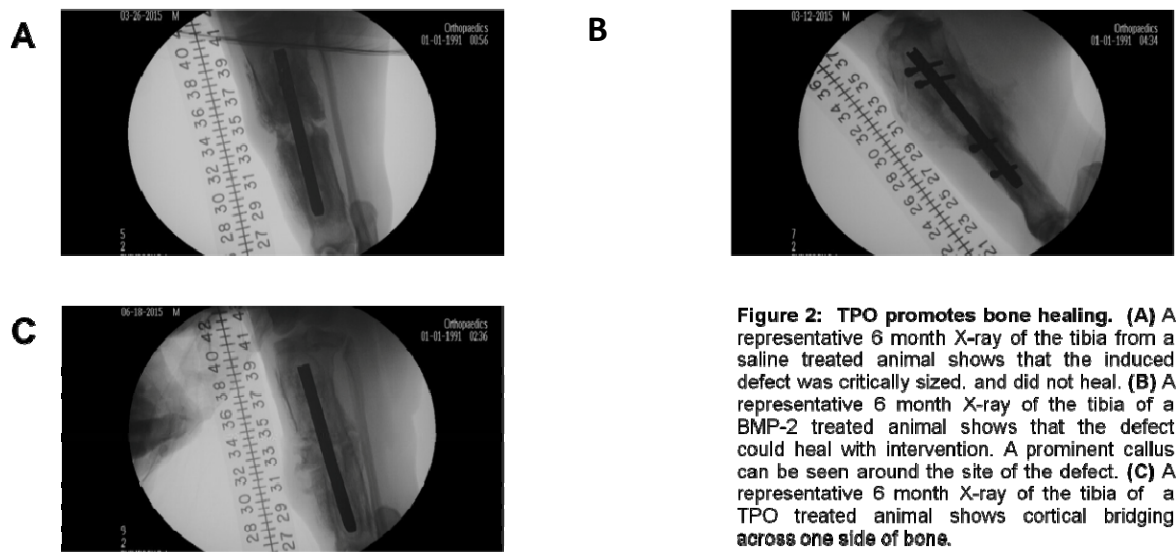 A
03-26-2015 M
Orthopaedics
01-01-1991 00:56
41
40
39
38
37
36
35
34
33
32
31
30
29
28
27
5
2
B
03-12-2015 M
Orthopaedics
01-01-1991 04:34
37
36
35
34
33
32
31
30
29
28
27
26
25
24
23
22
21
7
2
C
06-18-2015 M
Orthopaedics
01-01-1991 02:36
42
41
40
39
38
37
36
35
34
33
32
31
30
29
28
27
9
2
Figure 2: TPO promotes bone healing. (A) A
representative 6 month X-ray of the tibia from a
saline treated animal shows that the induced
defect was critically sized. and did not heal. (B) A
representative 6 month X-ray of the tibia of a
BMP-2 treated animal shows that the defect
could heal with intervention. A prominent callus
can be seen around the site of the defect. (C) A
representative 6 month X-ray of the tibia of a
TPO treated animal shows cortical bridging
across one side of bone.